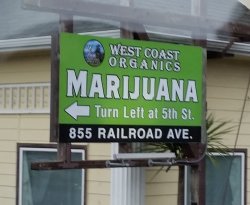 WEST COAST
ORGANICS
MARIJUANA
Turn Left at 5th St.
855 RAILROAD AVE.